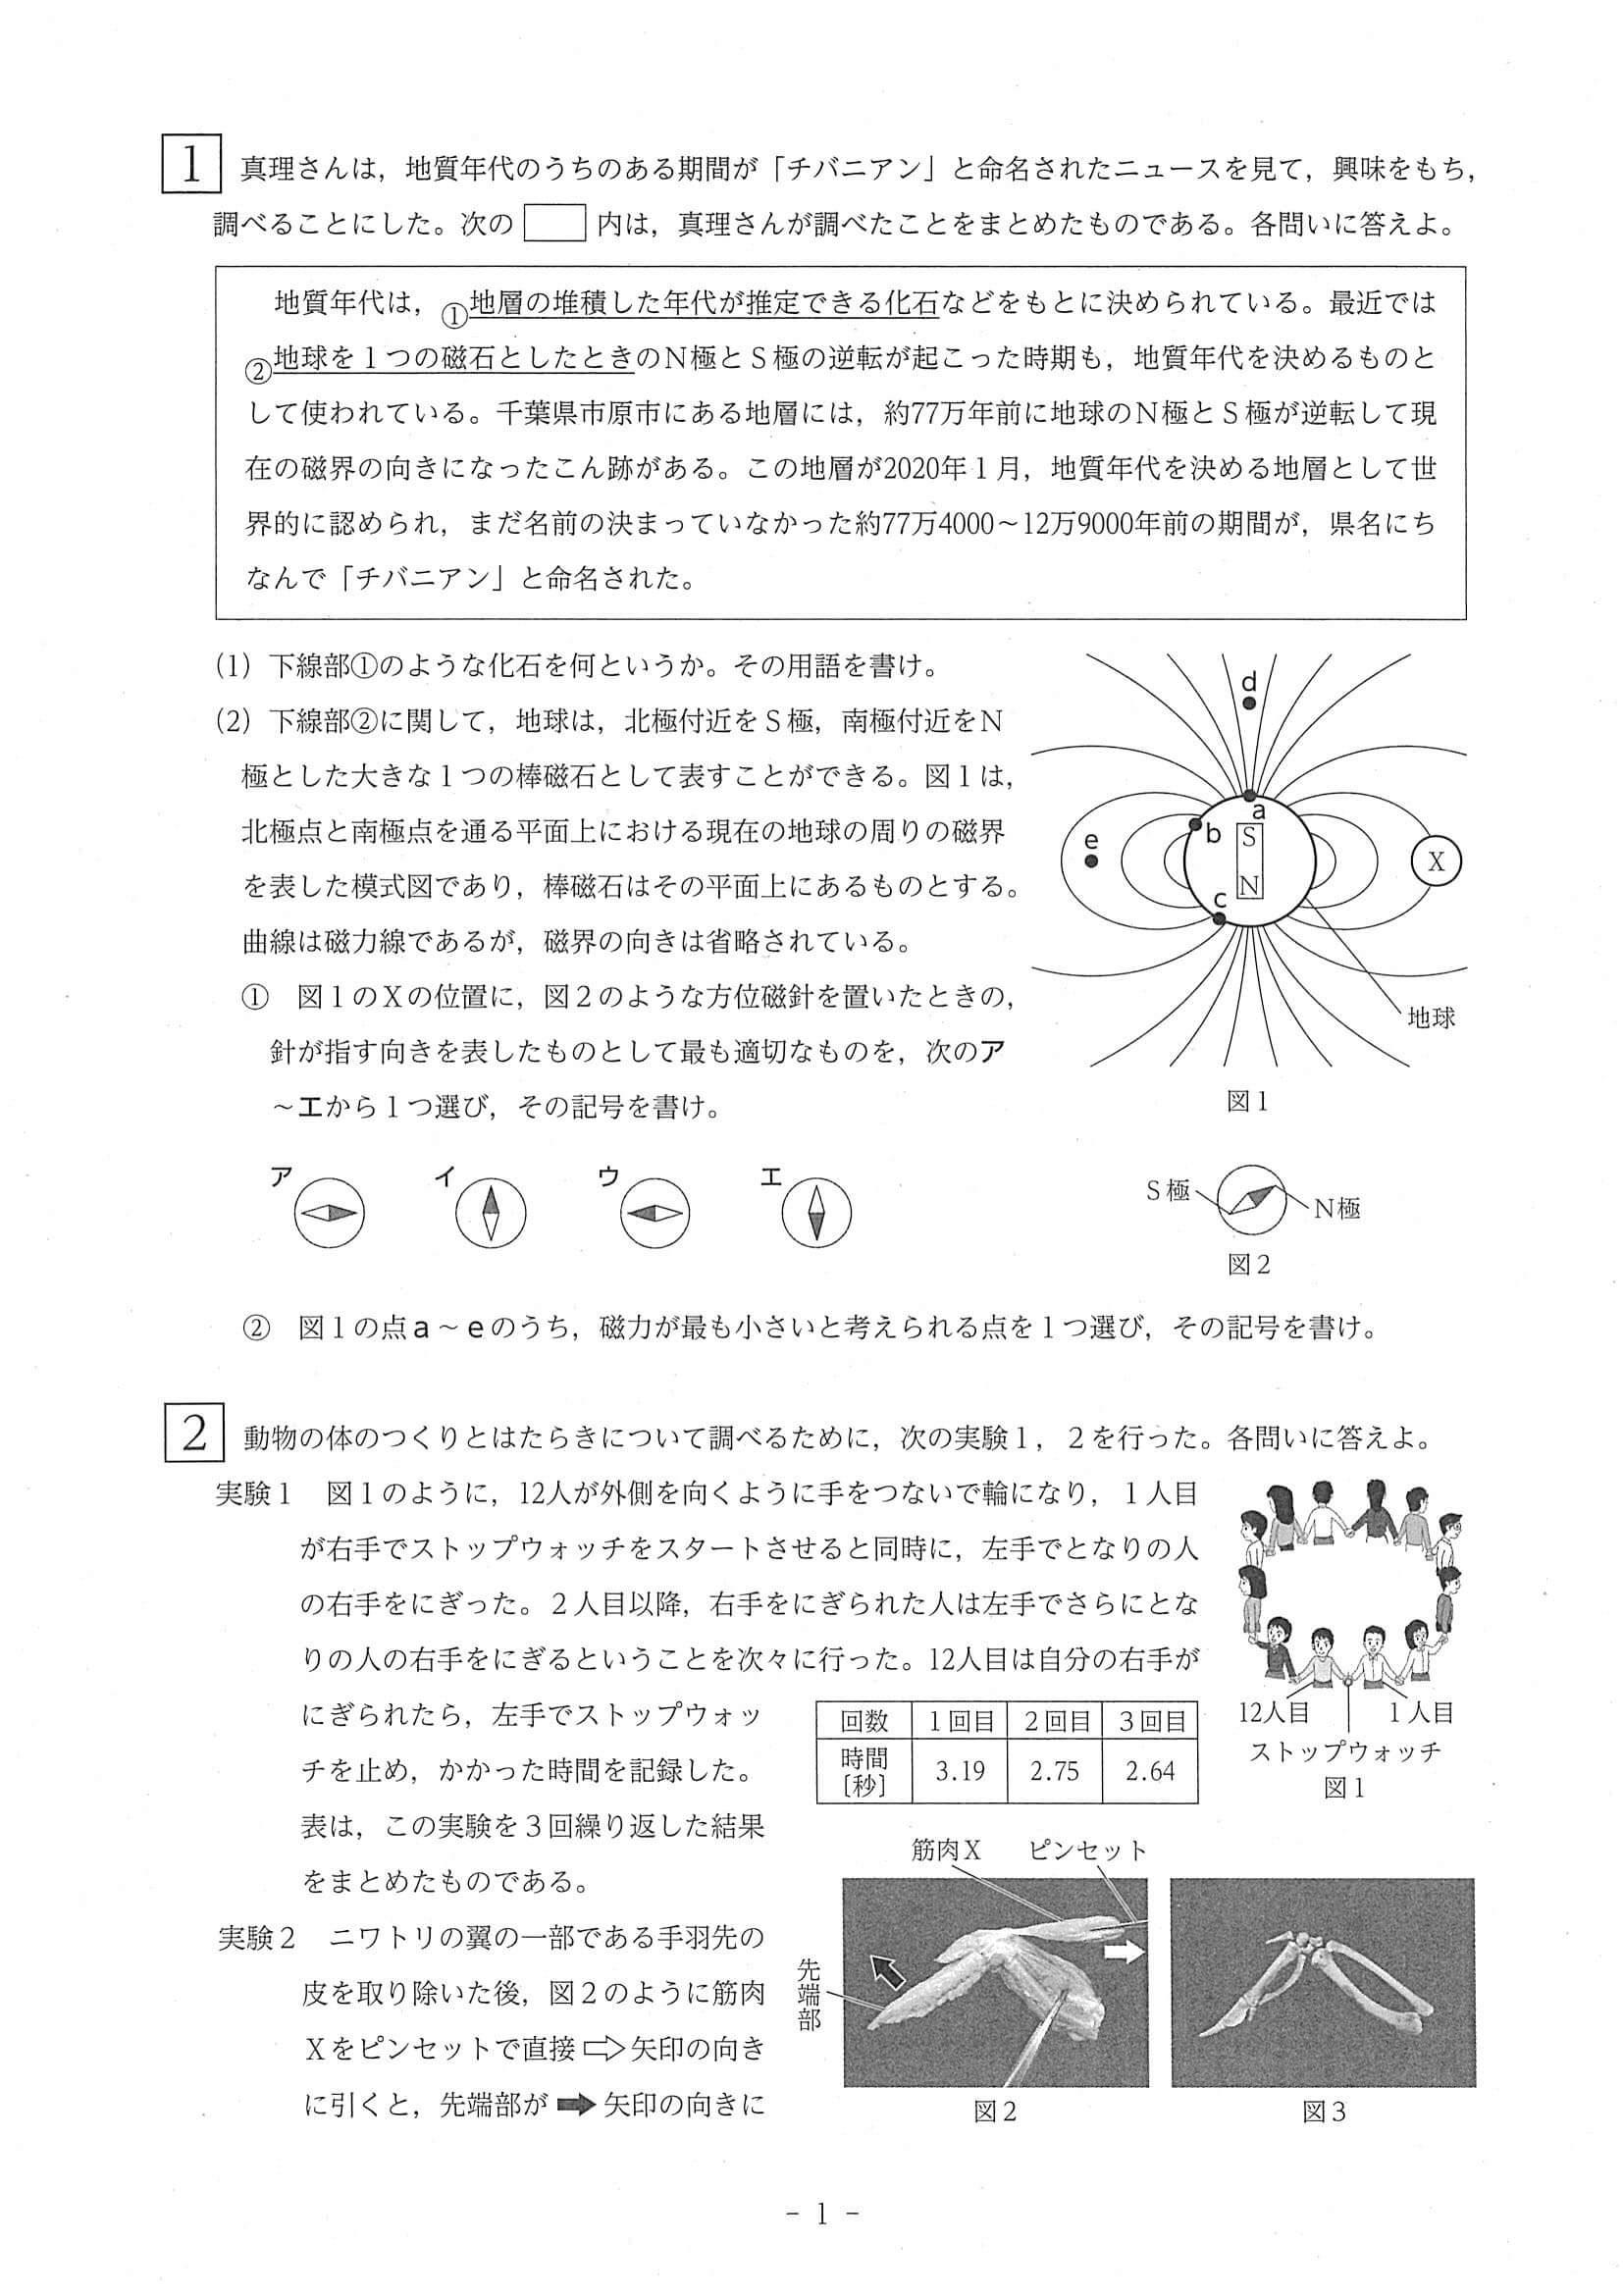 1 真理さんは，地質年代のうちのある期間が「チバニアン」と命名されたニュースを見て，興味をもち，
調べることにした。次の 内は，真理さんが調べたことをまとめたものである。各問いに答えよ。
地質年代は，①地層の堆積した年代が推定できる化石などをもとに決められている。最近では
②地球を１つの磁石としたときのＮ極とＳ極の逆転が起こった時期も，地質年代を決めるものと
して使われている。千葉県市原市にある地層には，約77万年前に地球のＮ極とＳ極が逆転して現
在の磁界の向きになったこん跡がある。この地層が2020年１月，地質年代を決める地層として世
界的に認められ，まだ名前の決まっていなかった約77万4000～12万9000年前の期間が，県名にち
なんで「チバニアン」と命名された。
(1) 下線部①のような化石を何というか。その用語を書け。
(2) 下線部②に関して，地球は，北極付近をＳ極，南極付近をＮ
極とした大きな１つの棒磁石として表すことができる。図１は，
北極点と南極点を通る平面上における現在の地球の周りの磁界
を表した模式図であり，棒磁石はその平面上にあるものとする。
曲線は磁力線であるが，磁界の向きは省略されている。
d
a
b
S
e
X
N
c
地球
図１
① 図１のＸの位置に，図２のような方位磁針を置いたときの，
針が指す向きを表したものとして最も適切なものを，次のア
～エから１つ選び，その記号を書け。
ア イ ウ エ
Ｓ極
Ｎ極
図２
② 図１の点a～eのうち，磁力が最も小さいと考えられる点を１つ選び，その記号を書け。
2 動物の体のつくりとはたらきについて調べるために，次の実験１，２を行った。各問いに答えよ。
実験１ 図１のように，12人が外側を向くように手をつないで輪になり，１人目
が右手でストップウォッチをスタートさせると同時に，左手でとなりの人
の右手をにぎった。２人目以降，右手をにぎられた人は左手でさらにとな
りの人の右手をにぎるということを次々に行った。12人目は自分の右手が
にぎられたら，左手でストップウォッ
チを止め，かかった時間を記録した。
表は，この実験を３回繰り返した結果
をまとめたものである。
回数 １回目 ２回目 ３回目
時間〔秒〕 3.19 2.75 2.64
12人目 １人目
ストップウォッチ
図１
実験２ ニワトリの翼の一部である手羽先の
皮を取り除いた後，図２のように筋肉
Ｘをピンセットで直接⇨矢印の向き
に引くと，先端部が➡矢印の向きに
筋肉Ｘ ピンセット
先端部
図２
図３
- 1 -